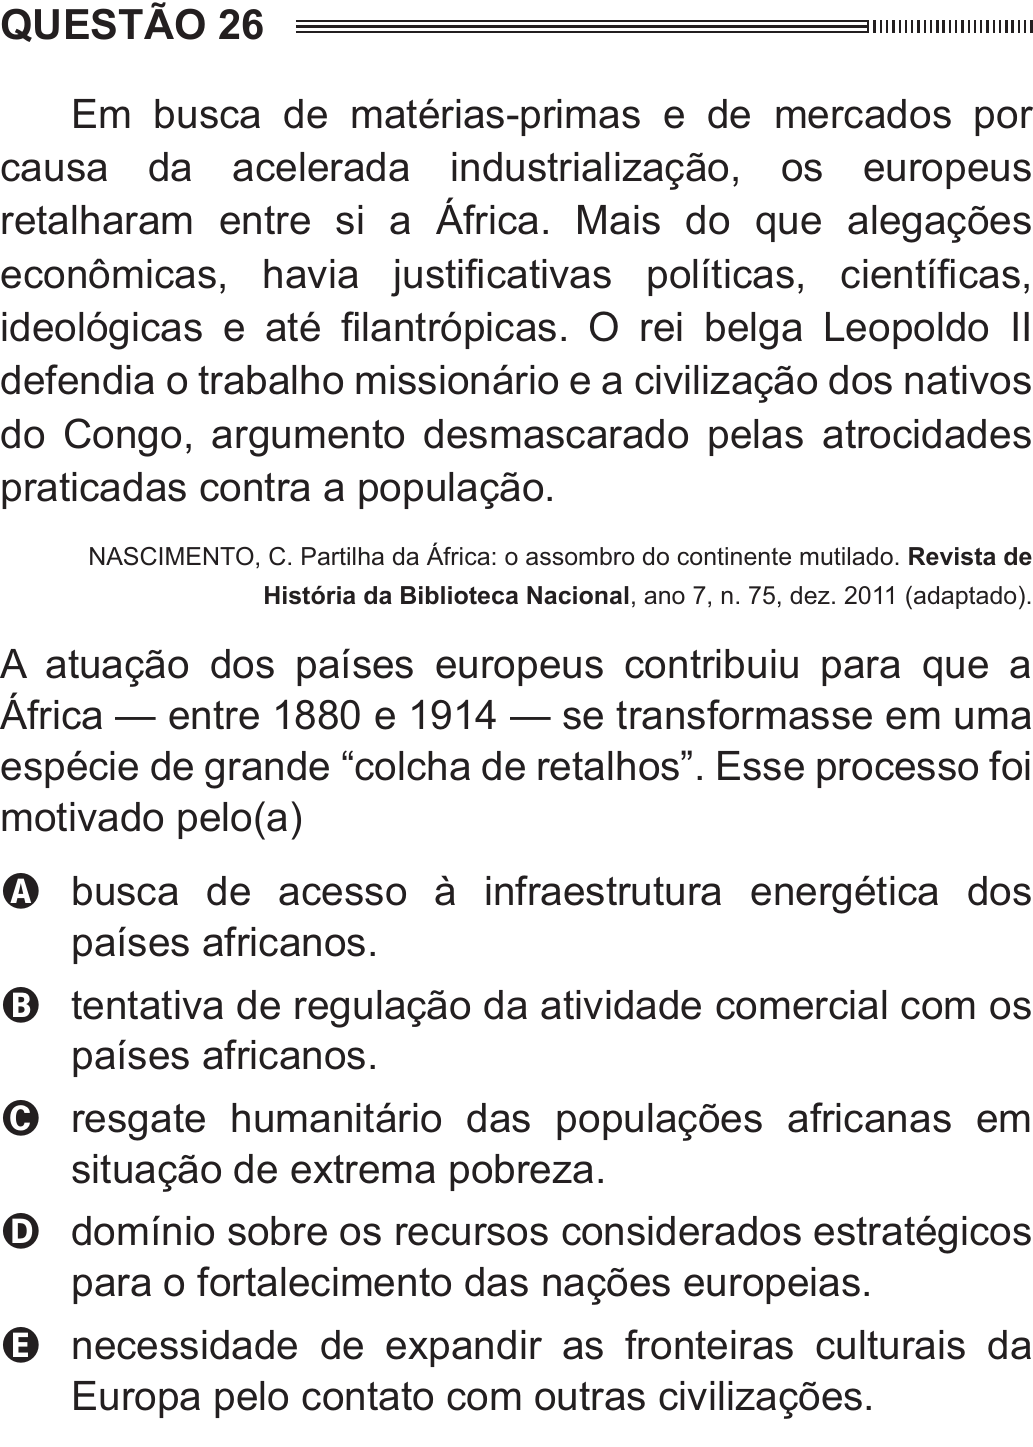 QUESTÃO 26
Em busca de matérias-primas e de mercados por
causa da acelerada industrialização, os europeus
retalharam entre si a África. Mais do que alegações
econômicas, havia justificativas políticas, científicas,
ideológicas e até filantrópicas. O rei belga Leopoldo II
defendia o trabalho missionário e a civilização dos nativos
do Congo, argumento desmascarado pelas atrocidades
praticadas contra a população.
NASCIMENTO, C. Partilha da África: o assombro do continente mutilado. Revista de
História da Biblioteca Nacional, ano 7, n. 75, dez. 2011 (adaptado).
A atuação dos países europeus contribuiu para que a
África — entre 1880 e 1914 — se transformasse em uma
espécie de grande “colcha de retalhos”. Esse processo foi
motivado pelo(a)
A busca de acesso à infraestrutura energética dos
países africanos.
B tentativa de regulação da atividade comercial com os
países africanos.
C resgate humanitário das populações africanas em
situação de extrema pobreza.
D domínio sobre os recursos considerados estratégicos
para o fortalecimento das nações europeias.
E necessidade de expandir as fronteiras culturais da
Europa pelo contato com outras civilizações.